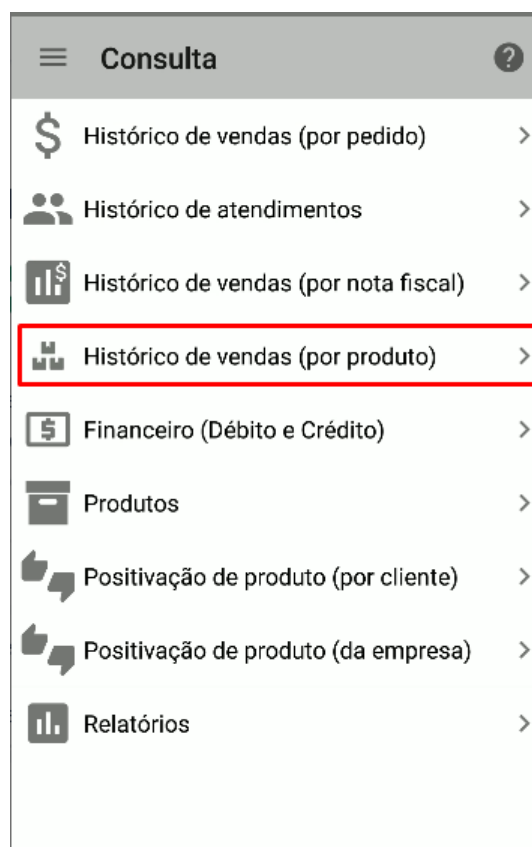 Consulta
Histórico de vendas (por pedido)
Histórico de atendimentos
Histórico de vendas (por nota fiscal)
Histórico de vendas (por produto)
Financeiro (Débito e Crédito)
Produtos
Positivação de produto (por cliente)
Positivação de produto (da empresa)
Relatórios